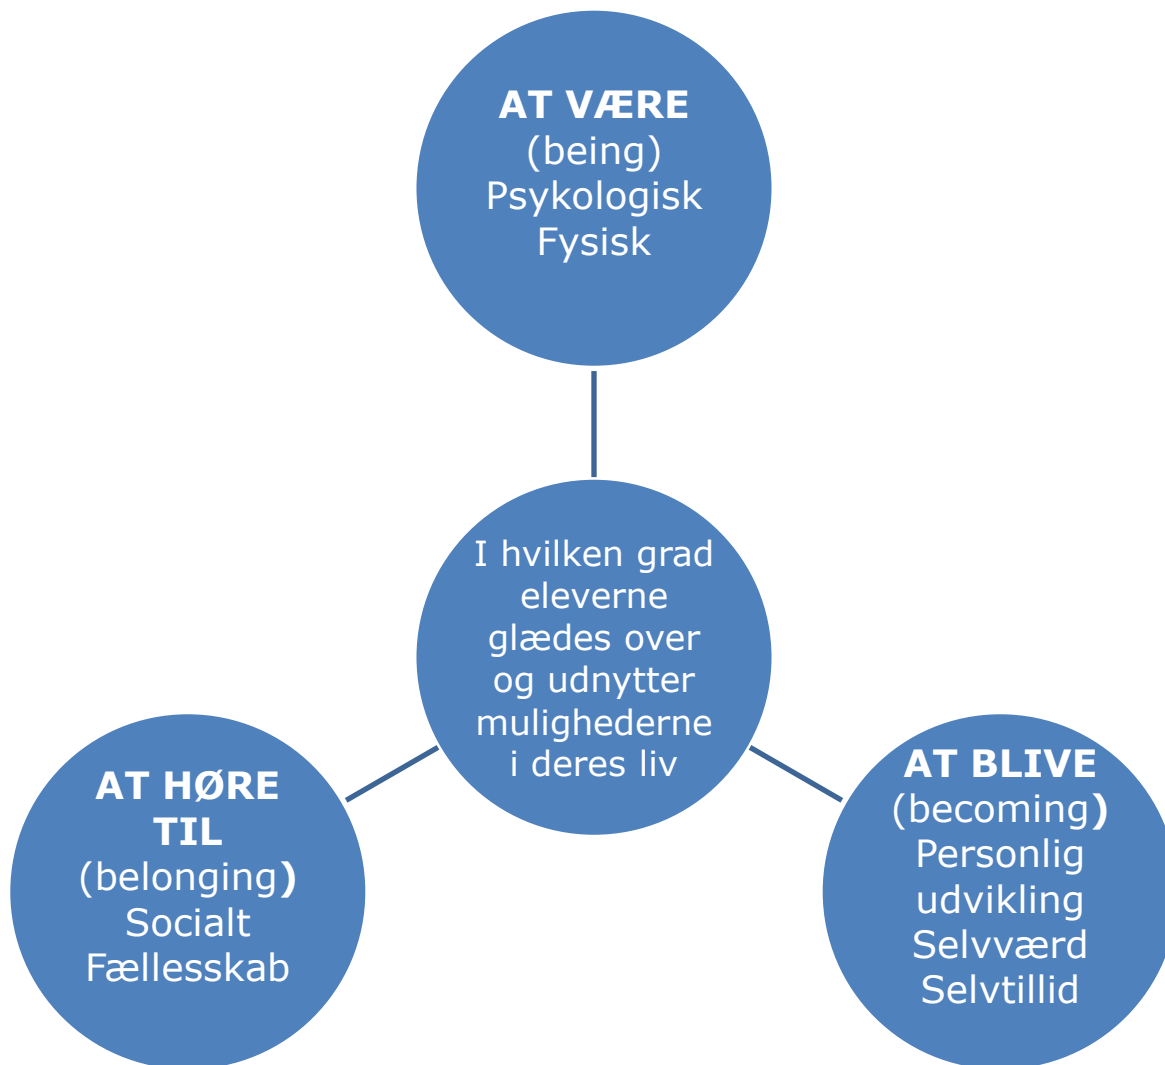 AT VÆRE
(being)
Psykologisk
Fysisk
I hvilken grad
eleverne
glædes over
og udnytter
mulighederne
i deres liv
AT HØRE
TIL
(belonging)
Socialt
Fællesskab
AT BLIVE
(becoming)
Personlig
udvikling
Selvværd
Selvtillid